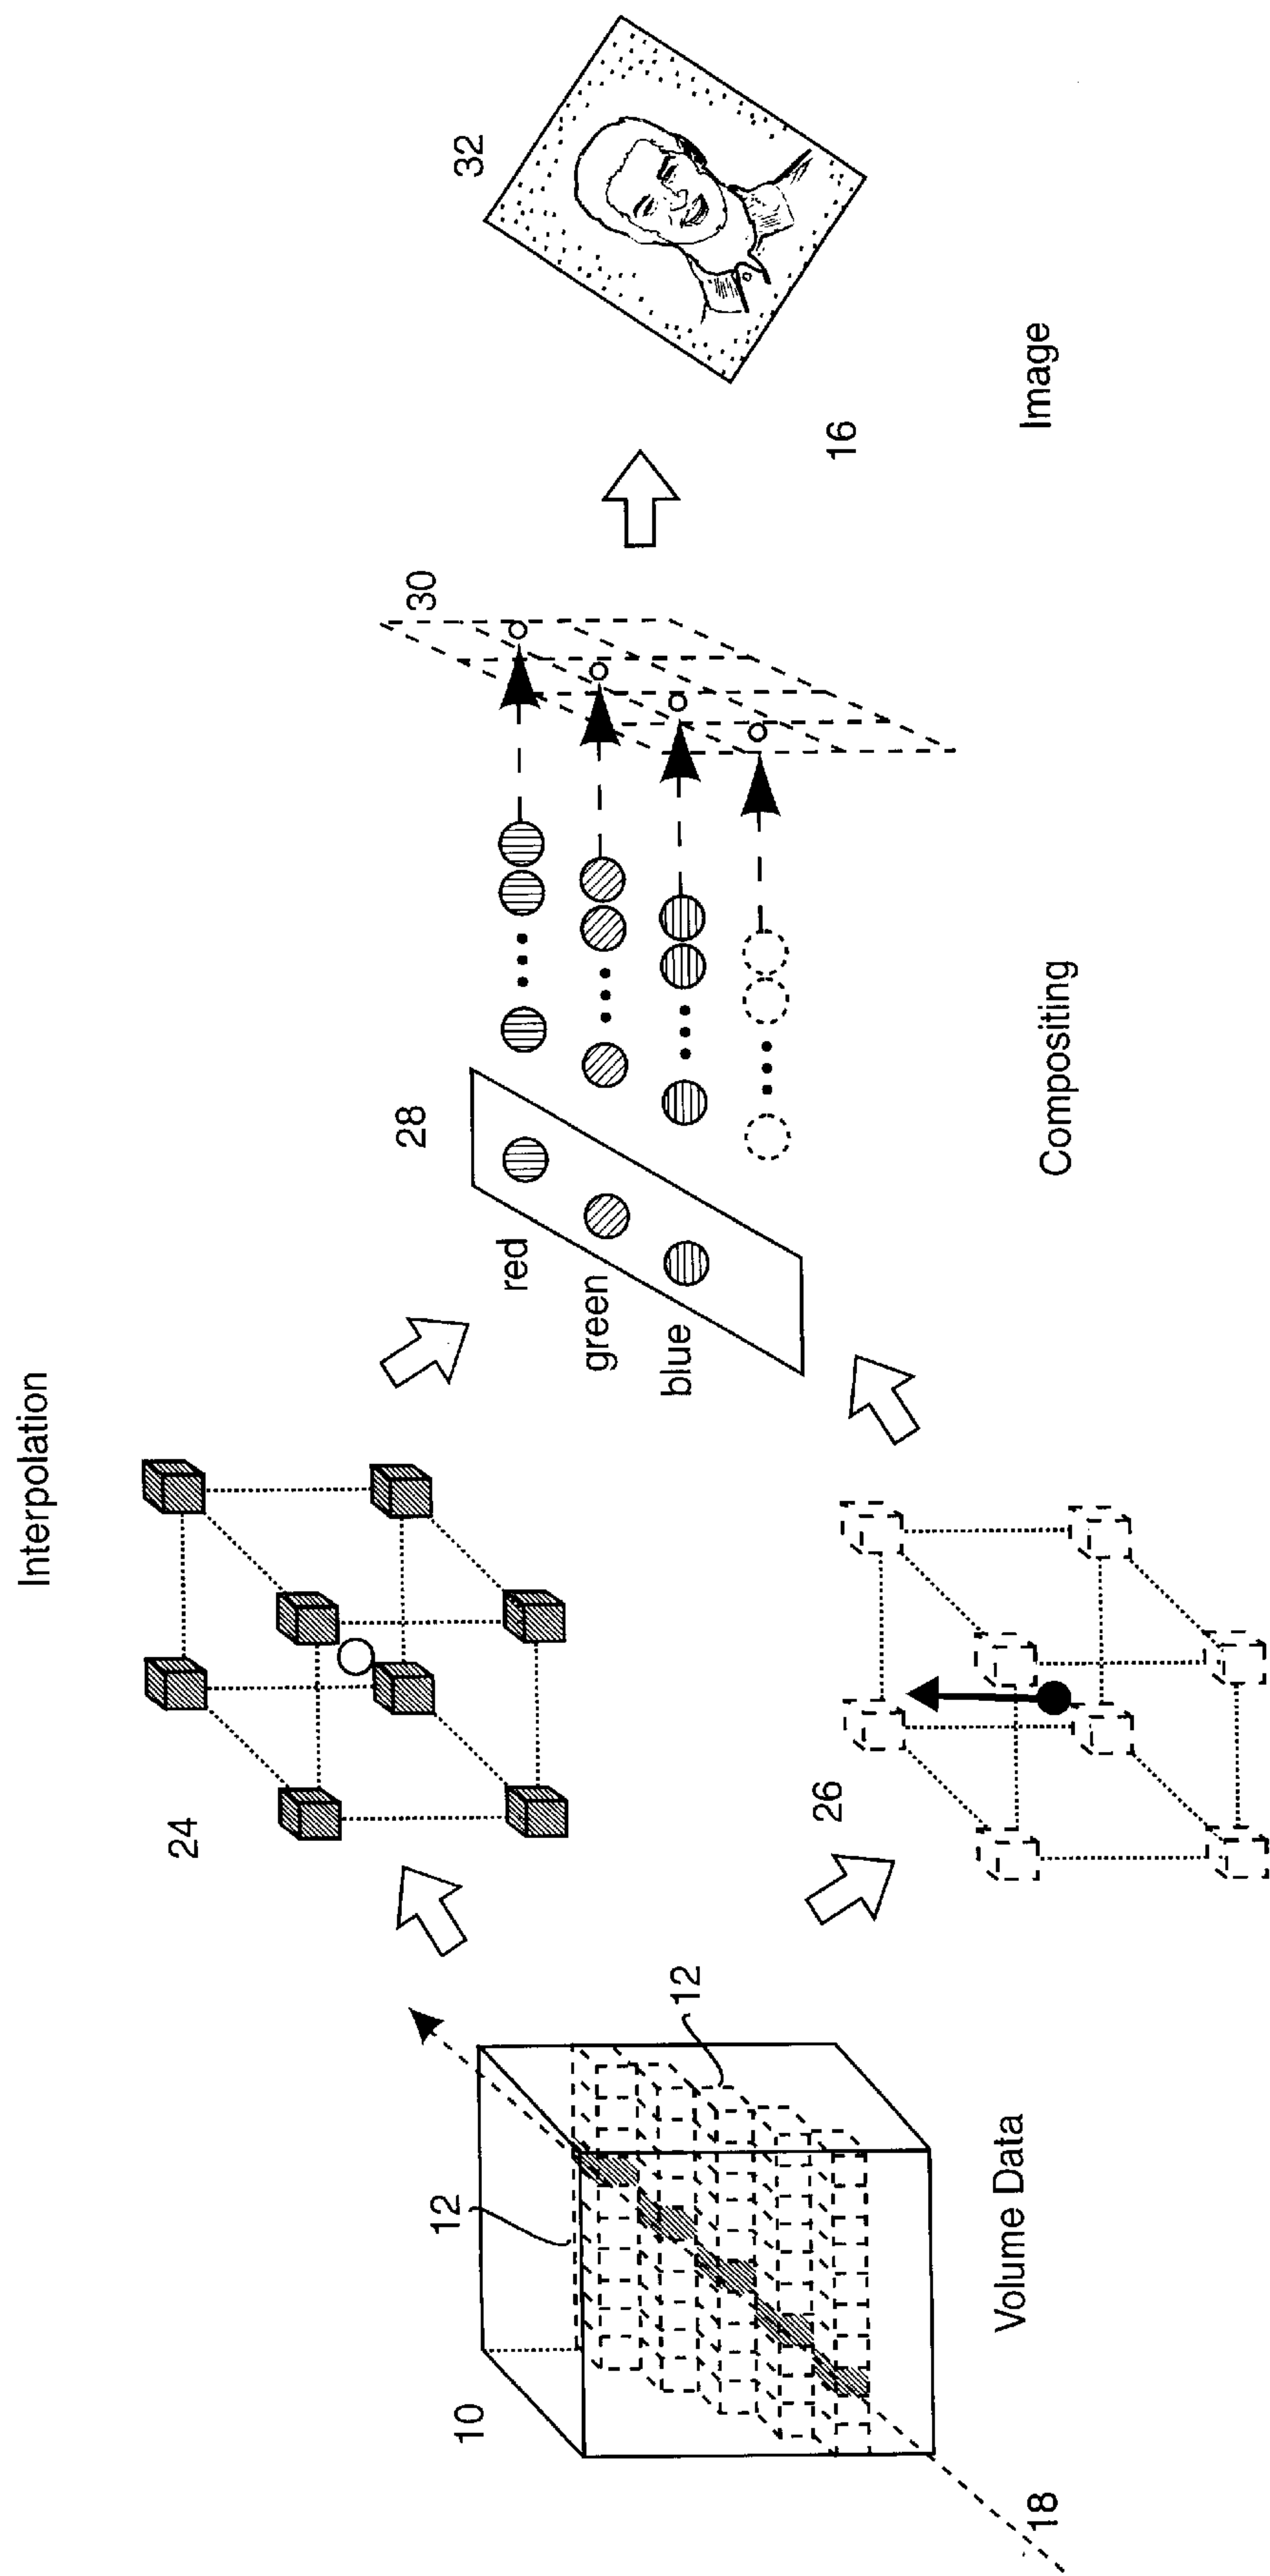 Interpolation
24
32
10
12
12
18
Volume Data
26
28
red
green
blue
30
Compositing
16
Image